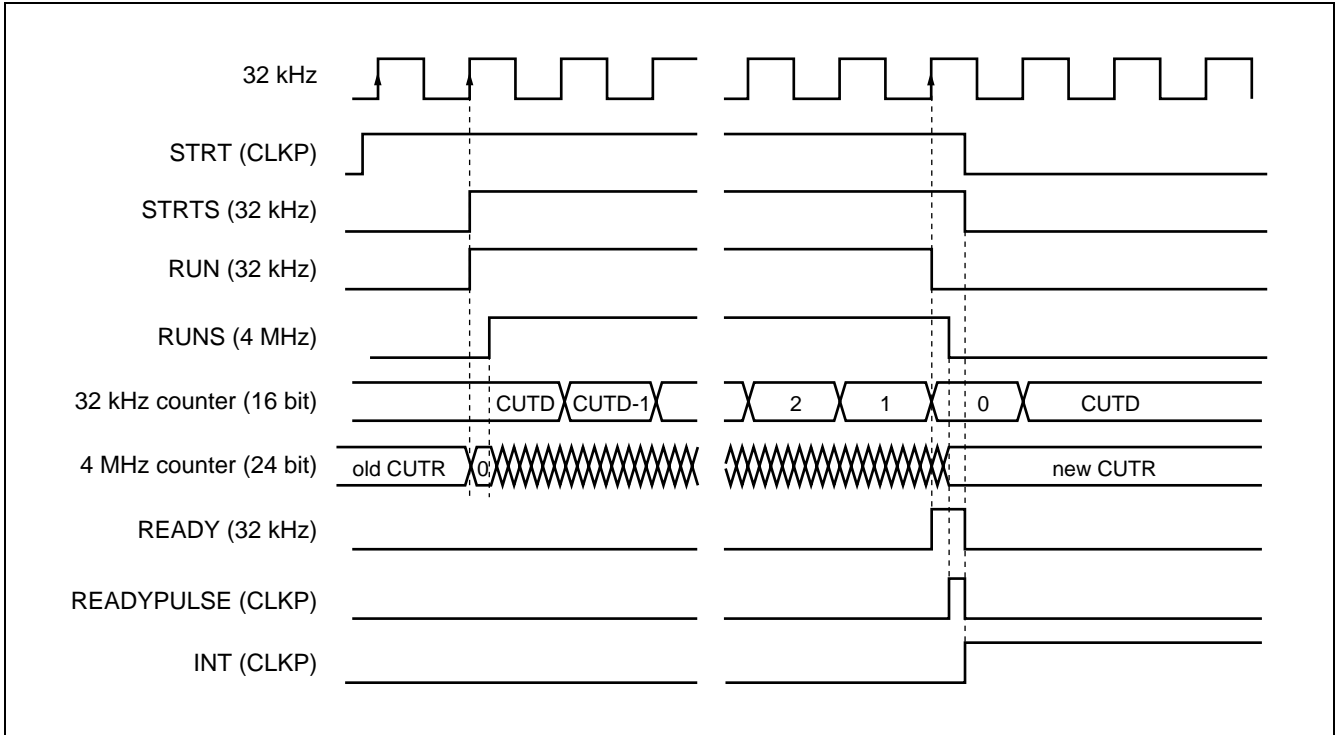 32 kHz
STRT (CLKP)
STRTS (32 kHz)
RUN (32 kHz)
RUNS (4 MHz)
32 kHz counter (16 bit) CUTD CUTD-1 2 1 0 CUTD
4 MHz counter (24 bit) old CUTR 0 new CUTR
READY (32 kHz)
READYPULSE (CLKP)
INT (CLKP)